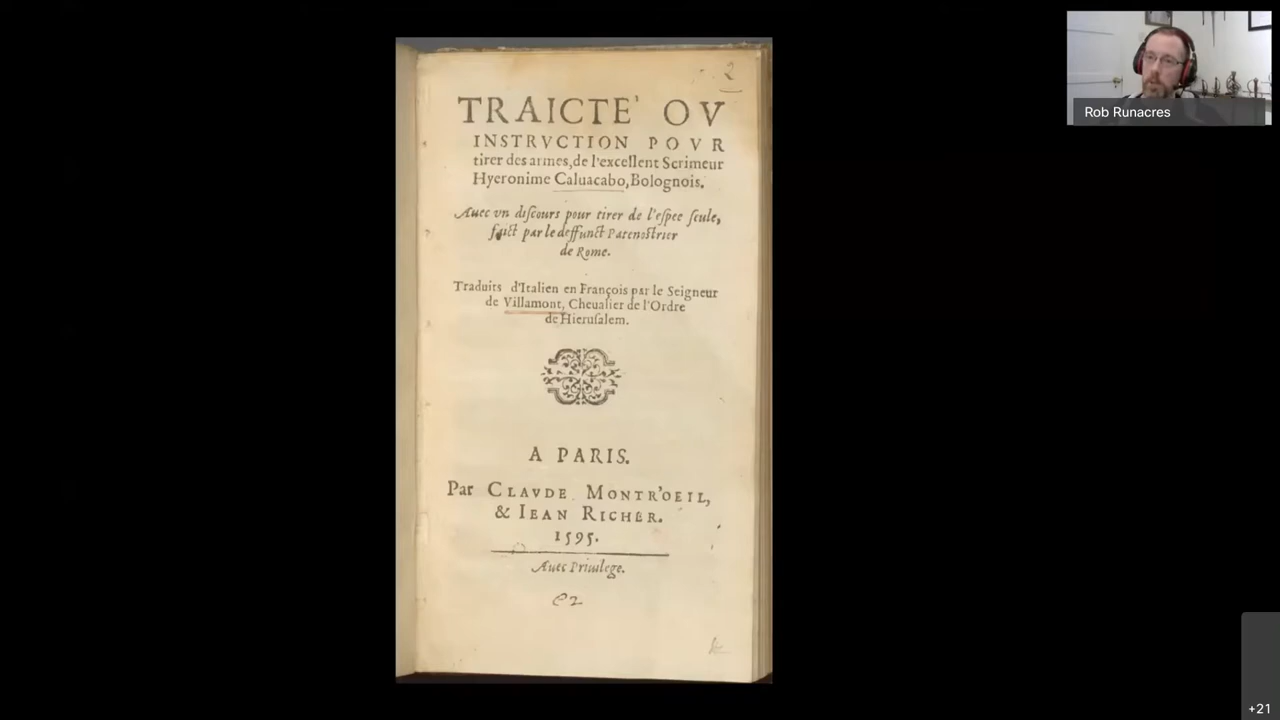 2
TRAICTE' OV
INSTRVCTION POVR
tirer des armes, de l'excellent Scrimeur
Hyeronime Caluacabo, Bolognois.
Auec vn diſcours pour tirer de l'eſpee ſeule,
faict par le deffunct Patenoſtrier
de Rome.
Traduits d'Italien en François par le Seigneur
de Villamont, Cheualier de l'Ordre
de Hieruſalem.
A PARIS.
Par CLAVDE MONTR'OEIL,
& IEAN RICHER.
1595.
Auec Priuilege.
e2
Rob Runacres
+21